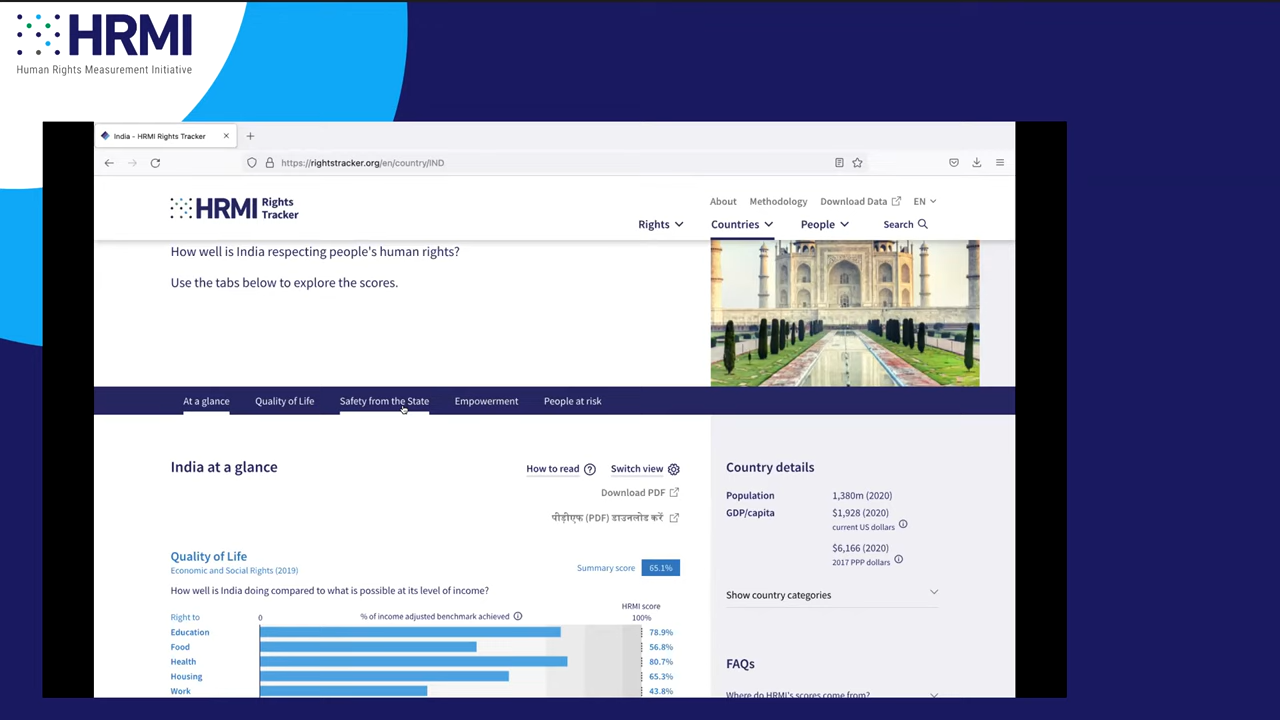 HRMI
Human Rights Measurement Initiative
India - HRMI Rights Tracker
https://rightstracker.org/en/country/IND
HRMI Rights Tracker
About Methodology Download Data EN
Rights Countries People Search
How well is India respecting people's human rights?
Use the tabs below to explore the scores.
At a glance Quality of Life Safety from the State Empowerment People at risk
India at a glance
How to read Switch view
Download PDF
पीडीएफ (PDF) डाउनलोड करें
Quality of Life
Economic and Social Rights (2019)
Summary score 65.1%
How well is India doing compared to what is possible at its level of income?
HRMI score
Right to 0 % of income adjusted benchmark achieved 100%
Education 78.9%
Food 56.8%
Health 80.7%
Housing 65.3%
Work 43.8%
Country details
Population 1,380m (2020)
GDP/capita $1,928 (2020)
current US dollars
$6,166 (2020)
2017 PPP dollars
Show country categories
FAQs
Where do HRMI's scores come from?